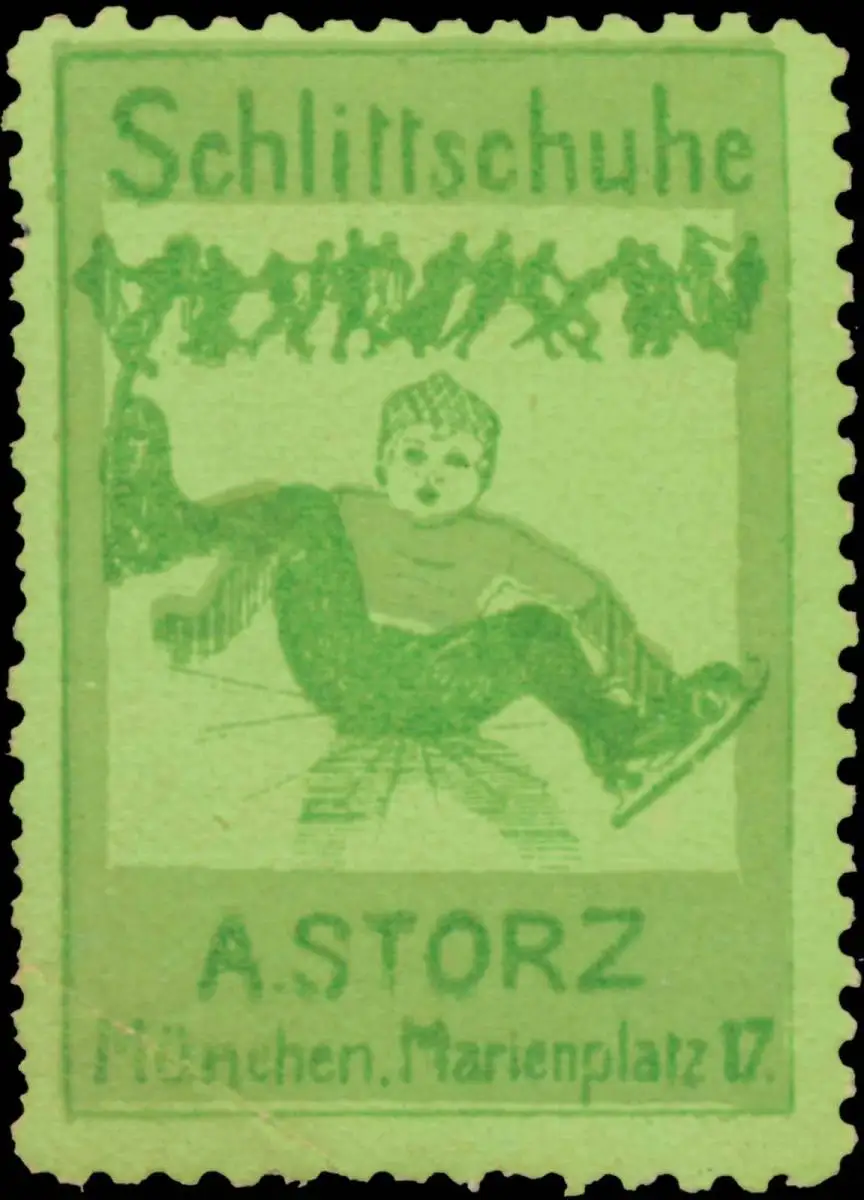 Schlittschuhe
A. STORZ
München, Marienplatz 17.